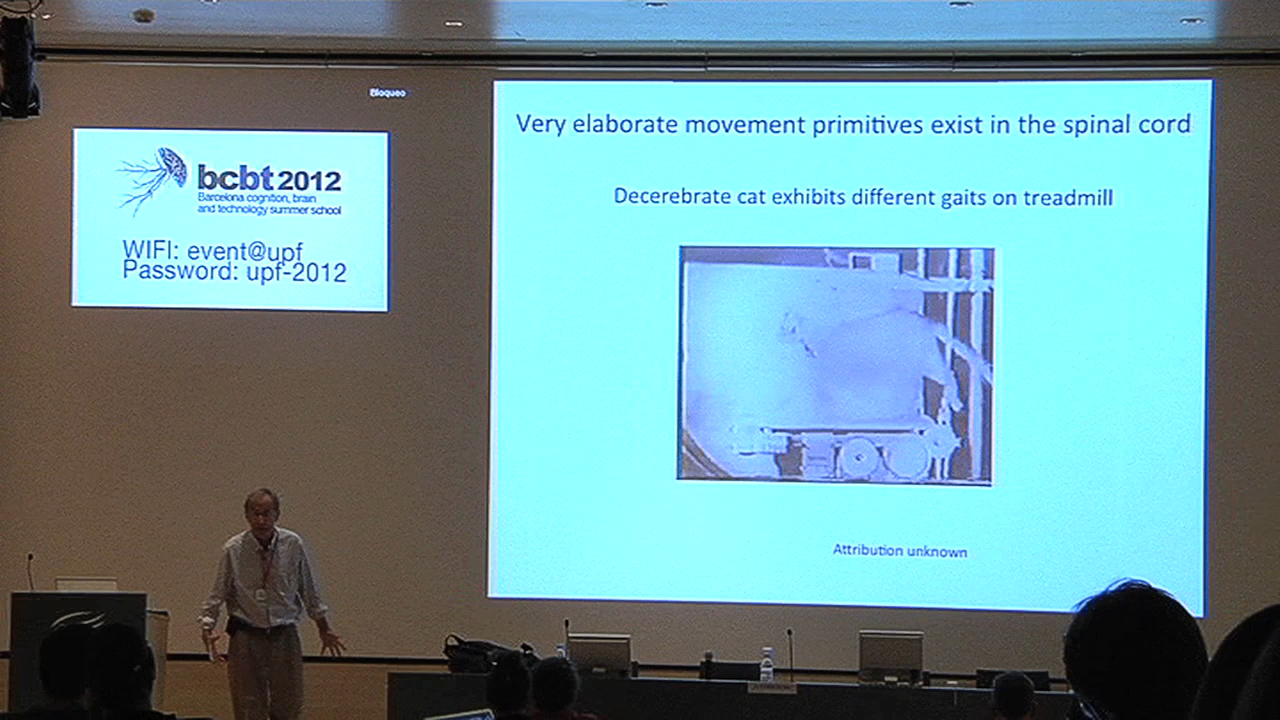 Bloqueo
bcbt 2012
Barcelona cognition, brain
and technology summer school
WIFI: event@upf
Password: upf-2012
Very elaborate movement primitives exist in the spinal cord
Decerebrate cat exhibits different gaits on treadmill
Attribution unknown